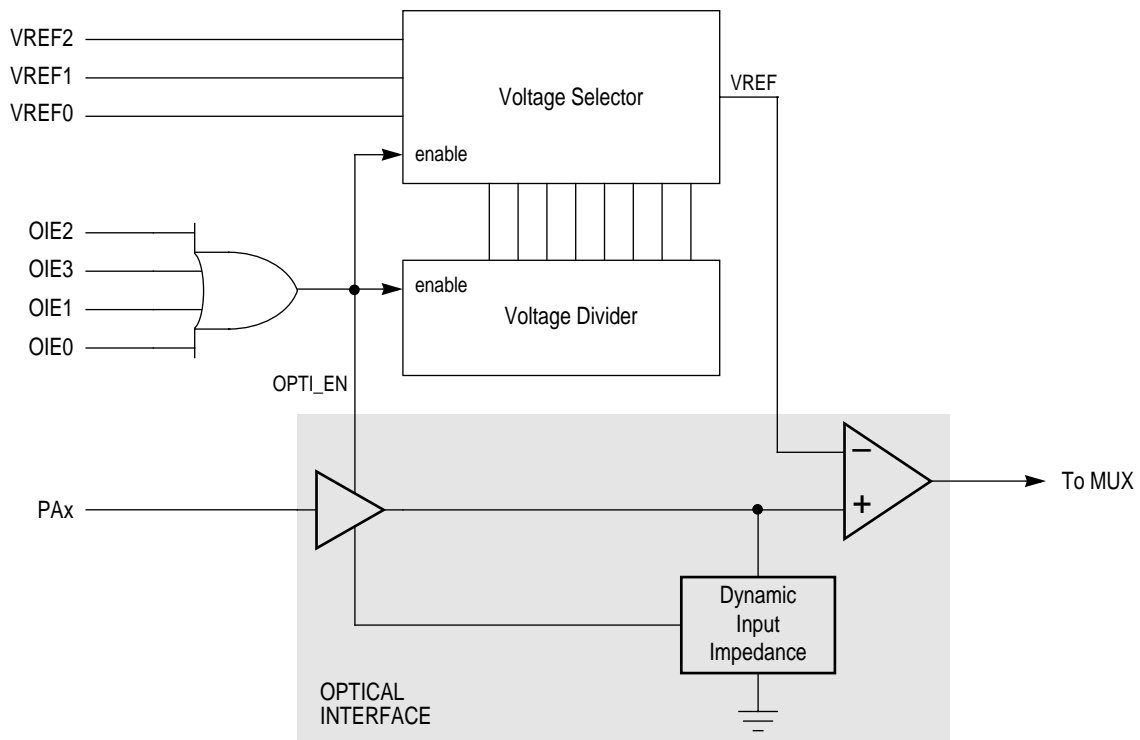 VREF2
VREF1
VREF0
Voltage Selector
VREF
enable
OIE2
OIE3
OIE1
OIE0
enable
Voltage Divider
OPTI_EN
PAx
−
+
To MUX
Dynamic
Input
Impedance
OPTICAL
INTERFACE